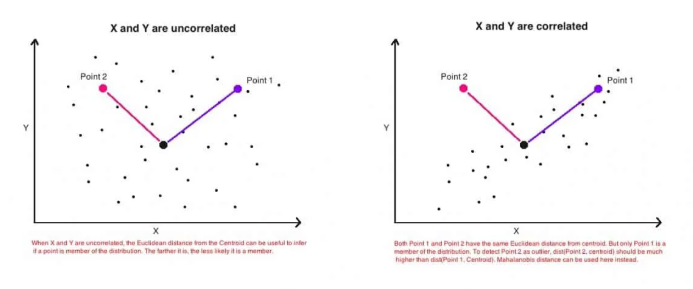 X and Y are uncorrelated
Point 2
Point 1
Y
X
When X and Y are uncorrelated, the Euclidean distance from the Centroid can be useful to infer
if a point is member of the distribution. The farther it is, the less likely it is a member.
X and Y are correlated
Point 2
Point 1
Y
X
Both Point 1 and Point 2 have the same Euclidean distance from centroid. But only Point 1 is a
member of the distribution. To detect Point 2 as outlier, dist(Point 2, centroid) should be much
higher than dist(Point 1, Centroid). Mahalanobis distance can be used here instead.